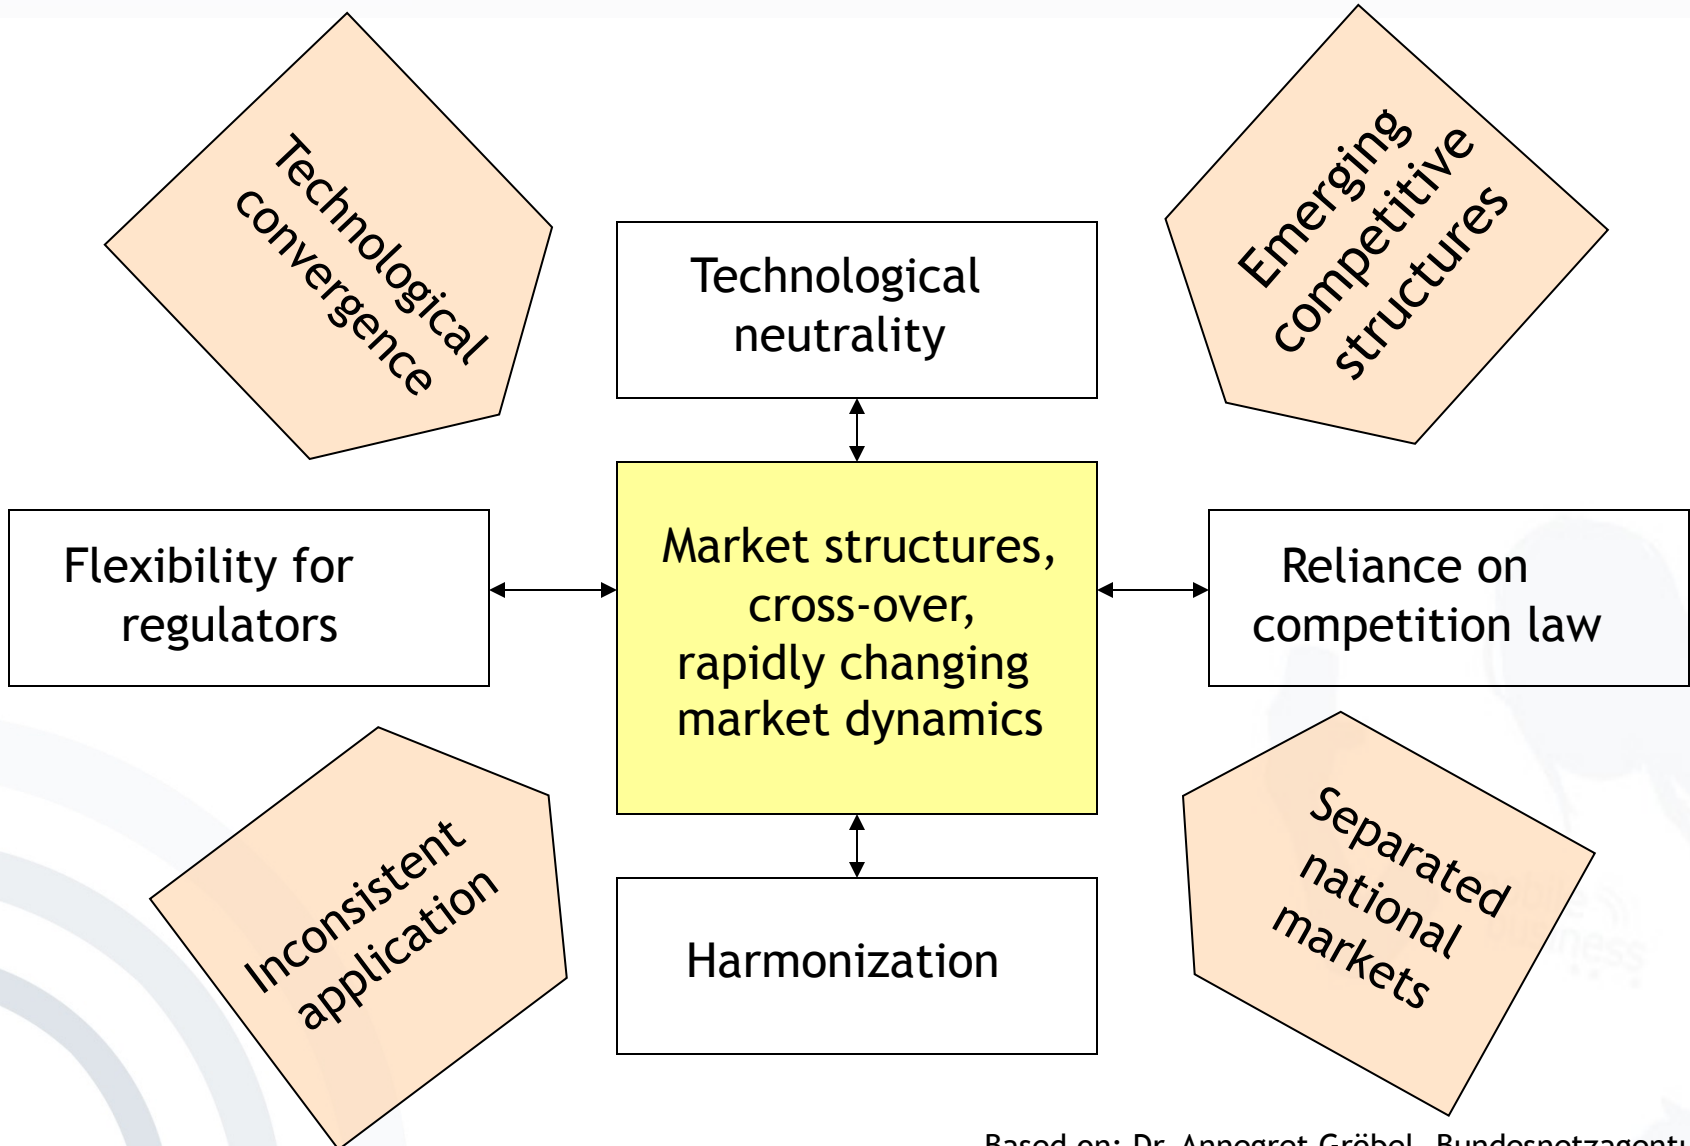 Technological
convergence
Emerging
competitive
structures
Technological
neutrality
Flexibility for
regulators
Market structures,
cross-over,
rapidly changing
market dynamics
Reliance on
competition law
Inconsistent
application
Harmonization
Separated
national
markets
business
Based on: Dr. Annegret Gröbel, Bundesnetzagentu